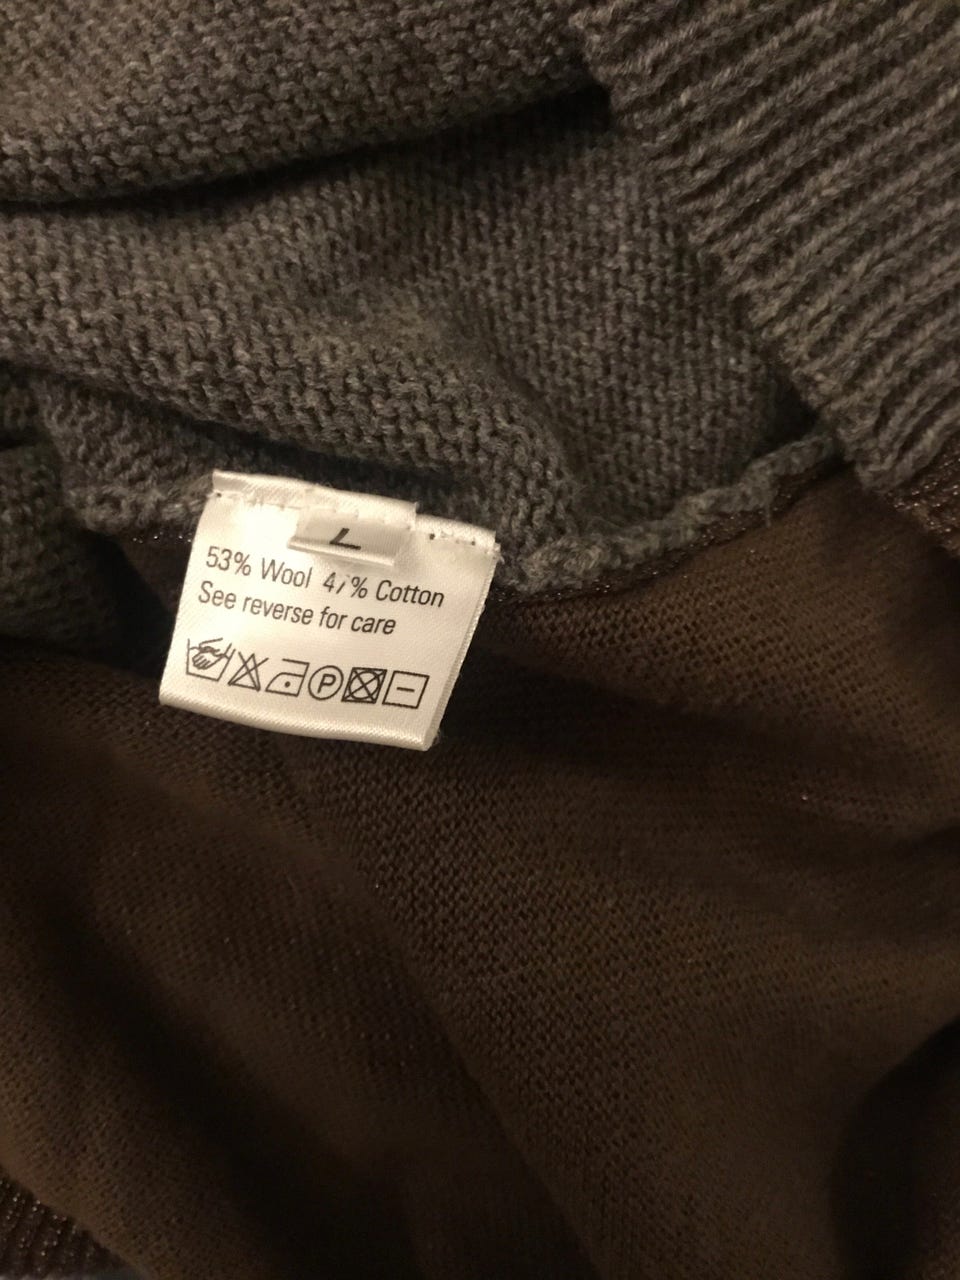 L
53% Wool 47% Cotton
See reverse for care
P